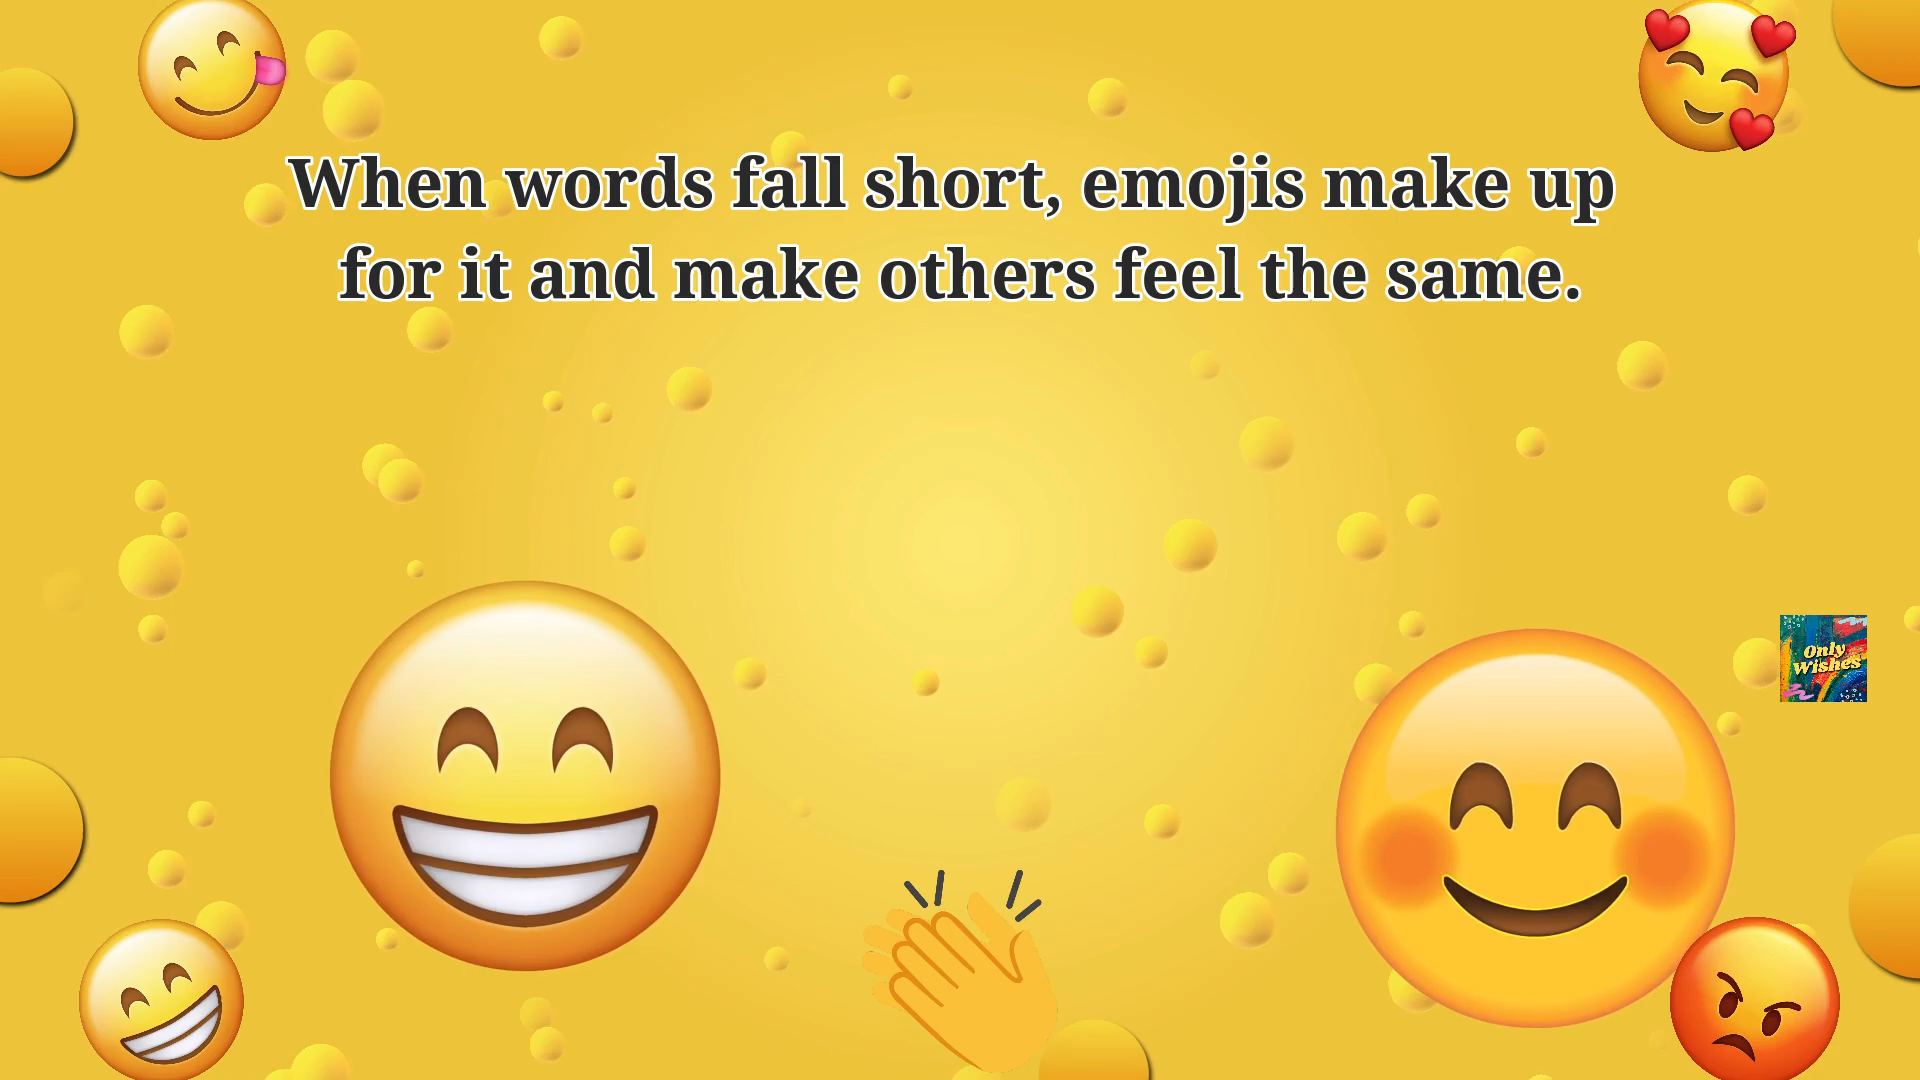 When words fall short, emojis make up
for it and make others feel the same.
Only
Wishes